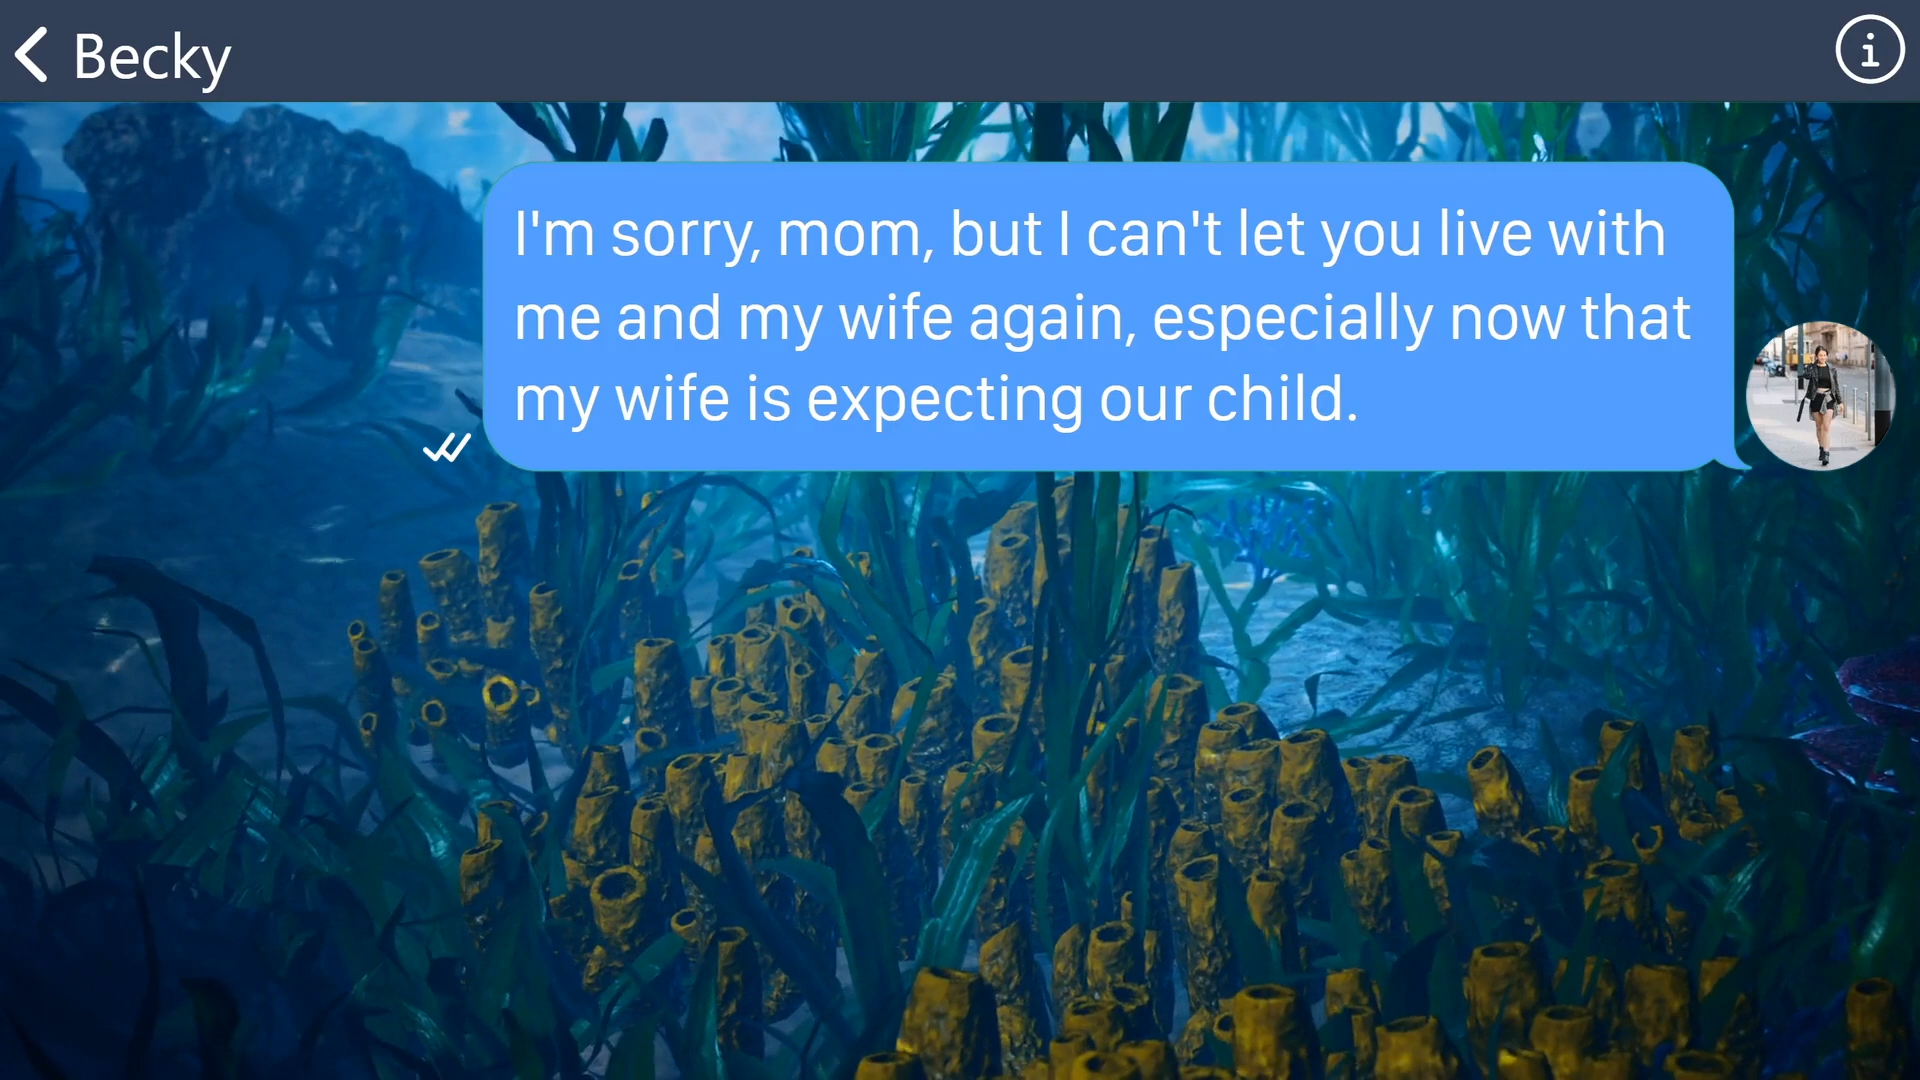 Becky
I'm sorry, mom, but I can't let you live with
me and my wife again, especially now that
my wife is expecting our child.